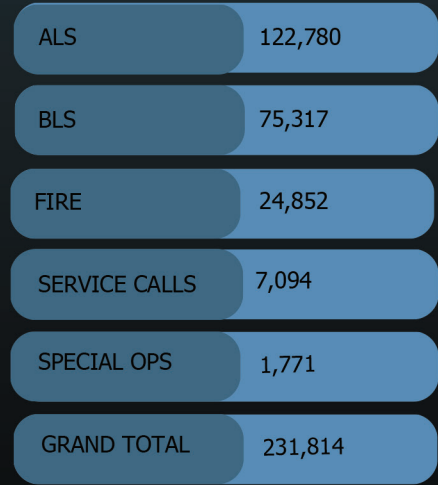 ALS 122,780
BLS 75,317
FIRE 24,852
SERVICE CALLS 7,094
SPECIAL OPS 1,771
GRAND TOTAL 231,814